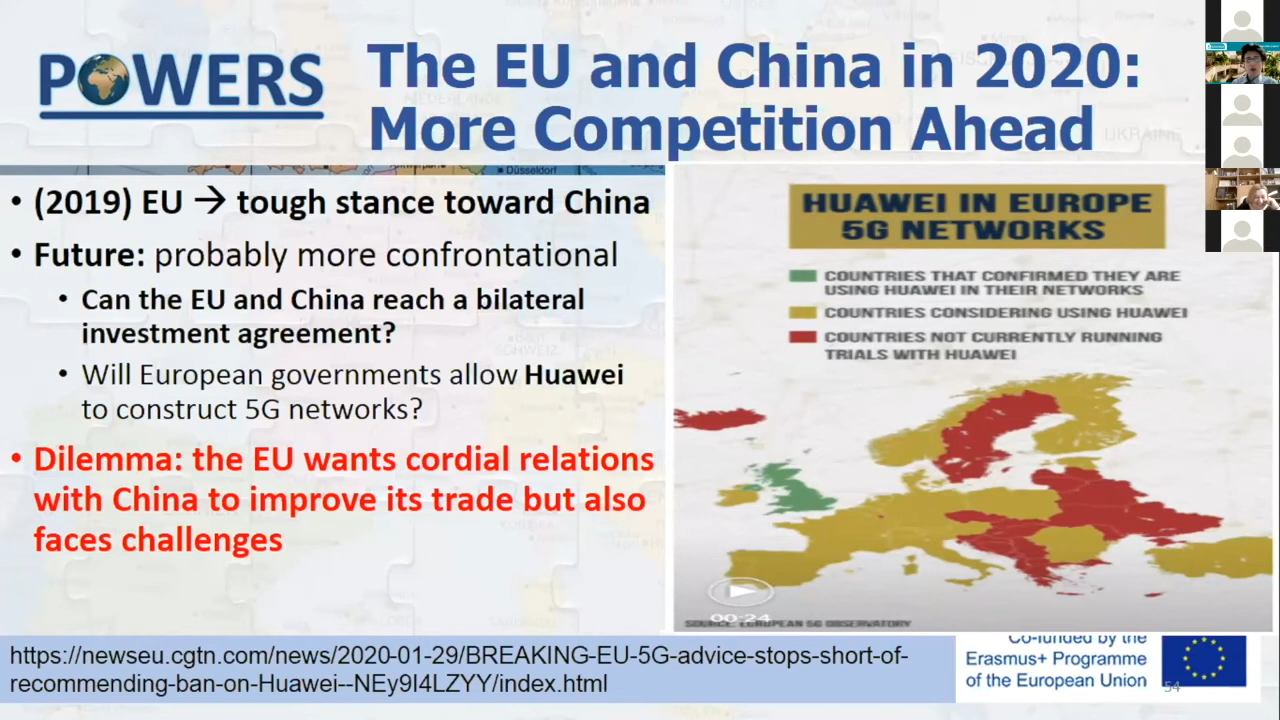 POWERS
The EU and China in 2020:
More Competition Ahead
Düsseldorf
UKRAINE
• (2019) EU → tough stance toward China
• Future: probably more confrontational
• Can the EU and China reach a bilateral
investment agreement?
• Will European governments allow Huawei
to construct 5G networks?
• Dilemma: the EU wants cordial relations
with China to improve its trade but also
faces challenges
HUAWEI IN EUROPE
5G NETWORKS
COUNTRIES THAT CONFIRMED THEY ARE
USING HUAWEI IN THEIR NETWORKS
COUNTRIES CONSIDERING USING HUAWEI
COUNTRIES NOT CURRENTLY RUNNING
TRIALS WITH HUAWEI
00:24
SOURCE: EUROPEAN 5G OBSERVATORY
https://newseu.cgtn.com/news/2020-01-29/BREAKING-EU-5G-advice-stops-short-of-
recommending-ban-on-Huawei--NEy9I4LZYY/index.html
Co-funded by the
Erasmus+ Programme
of the European Union
54